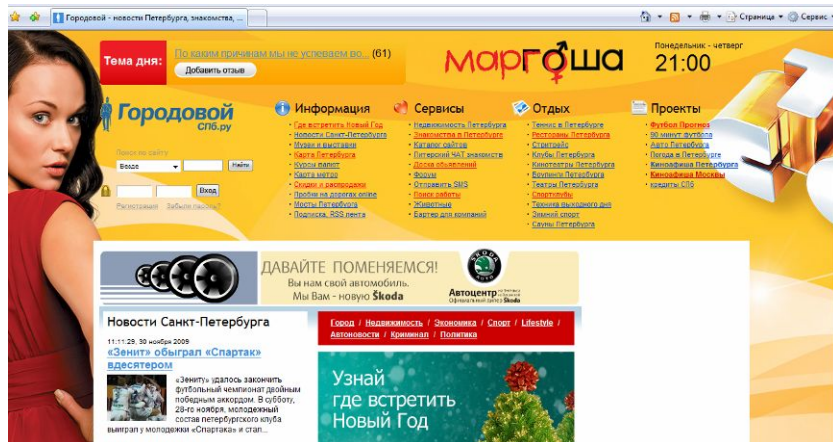 Городовой - новости Петербурга, знакомства, ...
Страница
Сервис
Тема дня:
По каким причинам мы не успеваем во... (61)
Добавить отзыв
МАРГОША
Понедельник - четверг
21:00
Городовой
СПб.ру
Поиск по сайту
Везде
Найти
Вход
Регистрация Забыли пароль?
Информация
Где встретить Новый Год
Новости Санкт-Петербурга
Музеи и выставки
Карта Петербурга
Курсы валют
Карта метро
Скидки и распродажи
Пробки на дорогах online
Мосты Петербурга
Подписка, RSS лента
Сервисы
Недвижимость Петербурга
Знакомства в Петербурге
Каталог сайтов
Питерский ЧАТ знакомств
Доска объявлений
Форум
Отправить SMS
Поиск работы
Животные
Бартер для компаний
Отдых
Теннис в Петербурге
Рестораны Петербурга
Стритрейс
Клубы Петербурга
Кинотеатры Петербурга
Боулинги Петербурга
Театры Петербурга
Спортклубы
Техника выходного дня
Зимний спорт
Сауны Петербурга
Проекты
Футбол Прогноз
90 минут футбола
Авто Петербурга
Погода в Петербурге
Киноафиша Петербурга
Киноафиша Москвы
кредиты СПб
ДАВАЙТЕ ПОМЕНЯЕМСЯ!
Вы нам свой автомобиль.
Мы Вам - новую Škoda
Автоцентр
Официальный дилер Škoda
Новости Санкт-Петербурга
11:11:29, 30 ноября 2009
«Зенит» обыграл «Спартак»
вдесятером
«Зениту» удалось закончить
футбольный чемпионат двойным
победным аккордом. В субботу,
28-го ноября, молодежный
состав петербургского клуба
выиграл у молодежки «Спартака» и стал...
Город / Недвижимость / Экономика / Спорт / Lifestyle /
Автоновости / Криминал / Политика
Узнай
где встретить
Новый Год